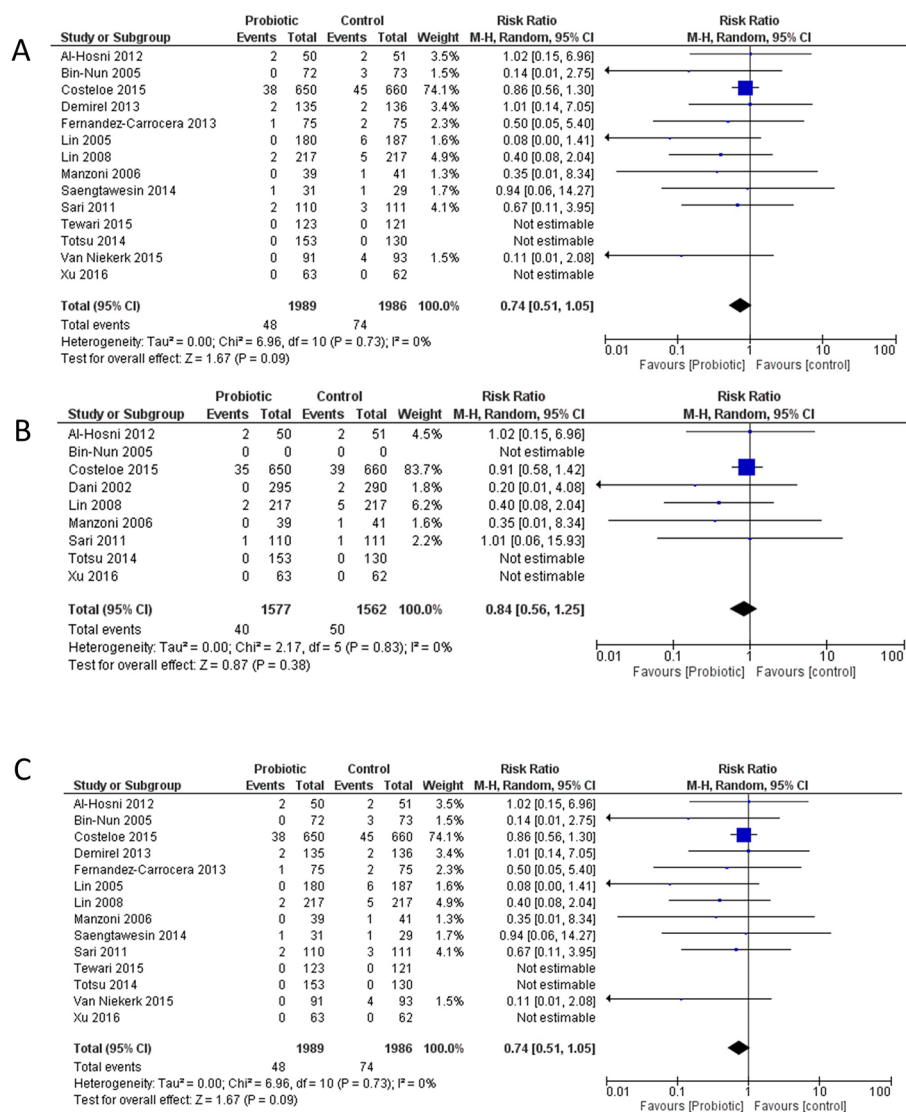 A
Probiotic Control Risk Ratio Risk Ratio
Study or Subgroup Events Total Events Total Weight M-H, Random, 95% CI M-H, Random, 95% CI
Al-Hosni 2012 2 50 2 51 3.5% 1.02 [0.15, 6.96]
Bin-Nun 2005 0 72 3 73 1.5% 0.14 [0.01, 2.75]
Costeloe 2015 38 650 45 660 74.1% 0.86 [0.56, 1.30]
Demirel 2013 2 135 2 136 3.4% 1.01 [0.14, 7.05]
Fernandez-Carrocera 2013 1 75 2 75 2.3% 0.50 [0.05, 5.40]
Lin 2005 0 180 6 187 1.6% 0.08 [0.00, 1.41]
Lin 2008 2 217 5 217 4.9% 0.40 [0.08, 2.04]
Manzoni 2006 0 39 1 41 1.3% 0.35 [0.01, 8.34]
Saengtawesin 2014 1 31 1 29 1.7% 0.94 [0.06, 14.27]
Sari 2011 2 110 3 111 4.1% 0.67 [0.11, 3.95]
Tewari 2015 0 123 0 121 Not estimable
Totsu 2014 0 153 0 130 Not estimable
Van Niekerk 2015 0 91 4 93 1.5% 0.11 [0.01, 2.08]
Xu 2016 0 63 0 62 Not estimable
Total (95% CI) 1989 1986 100.0% 0.74 [0.51, 1.05]
Total events 48 74
Heterogeneity: Tau² = 0.00; Chi² = 6.96, df = 10 (P = 0.73); I² = 0%
Test for overall effect: Z = 1.67 (P = 0.09)
0.01 0.1 1 10 100
Favours [Probiotic] Favours [control]
B
Probiotic Control Risk Ratio Risk Ratio
Study or Subgroup Events Total Events Total Weight M-H, Random, 95% CI M-H, Random, 95% CI
Al-Hosni 2012 2 50 2 51 4.5% 1.02 [0.15, 6.96]
Bin-Nun 2005 0 0 0 0 Not estimable
Costeloe 2015 35 650 39 660 83.7% 0.91 [0.58, 1.42]
Dani 2002 0 295 2 290 1.8% 0.20 [0.01, 4.08]
Lin 2008 2 217 5 217 6.2% 0.40 [0.08, 2.04]
Manzoni 2006 0 39 1 41 1.6% 0.35 [0.01, 8.34]
Sari 2011 1 110 1 111 2.2% 1.01 [0.06, 15.93]
Totsu 2014 0 153 0 130 Not estimable
Xu 2016 0 63 0 62 Not estimable
Total (95% CI) 1577 1562 100.0% 0.84 [0.56, 1.25]
Total events 40 50
Heterogeneity: Tau² = 0.00; Chi² = 2.17, df = 5 (P = 0.83); I² = 0%
Test for overall effect: Z = 0.87 (P = 0.38)
0.01 0.1 1 10 100
Favours [Probiotic] Favours [control]
C
Probiotic Control Risk Ratio Risk Ratio
Study or Subgroup Events Total Events Total Weight M-H, Random, 95% CI M-H, Random, 95% CI
Al-Hosni 2012 2 50 2 51 3.5% 1.02 [0.15, 6.96]
Bin-Nun 2005 0 72 3 73 1.5% 0.14 [0.01, 2.75]
Costeloe 2015 38 650 45 660 74.1% 0.86 [0.56, 1.30]
Demirel 2013 2 135 2 136 3.4% 1.01 [0.14, 7.05]
Fernandez-Carrocera 2013 1 75 2 75 2.3% 0.50 [0.05, 5.40]
Lin 2005 0 180 6 187 1.6% 0.08 [0.00, 1.41]
Lin 2008 2 217 5 217 4.9% 0.40 [0.08, 2.04]
Manzoni 2006 0 39 1 41 1.3% 0.35 [0.01, 8.34]
Saengtawesin 2014 1 31 1 29 1.7% 0.94 [0.06, 14.27]
Sari 2011 2 110 3 111 4.1% 0.67 [0.11, 3.95]
Tewari 2015 0 123 0 121 Not estimable
Totsu 2014 0 153 0 130 Not estimable
Van Niekerk 2015 0 91 4 93 1.5% 0.11 [0.01, 2.08]
Xu 2016 0 63 0 62 Not estimable
Total (95% CI) 1989 1986 100.0% 0.74 [0.51, 1.05]
Total events 48 74
Heterogeneity: Tau² = 0.00; Chi² = 6.96, df = 10 (P = 0.73); I² = 0%
Test for overall effect: Z = 1.67 (P = 0.09)
0.01 0.1 1 10 100
Favours [Probiotic] Favours [control]